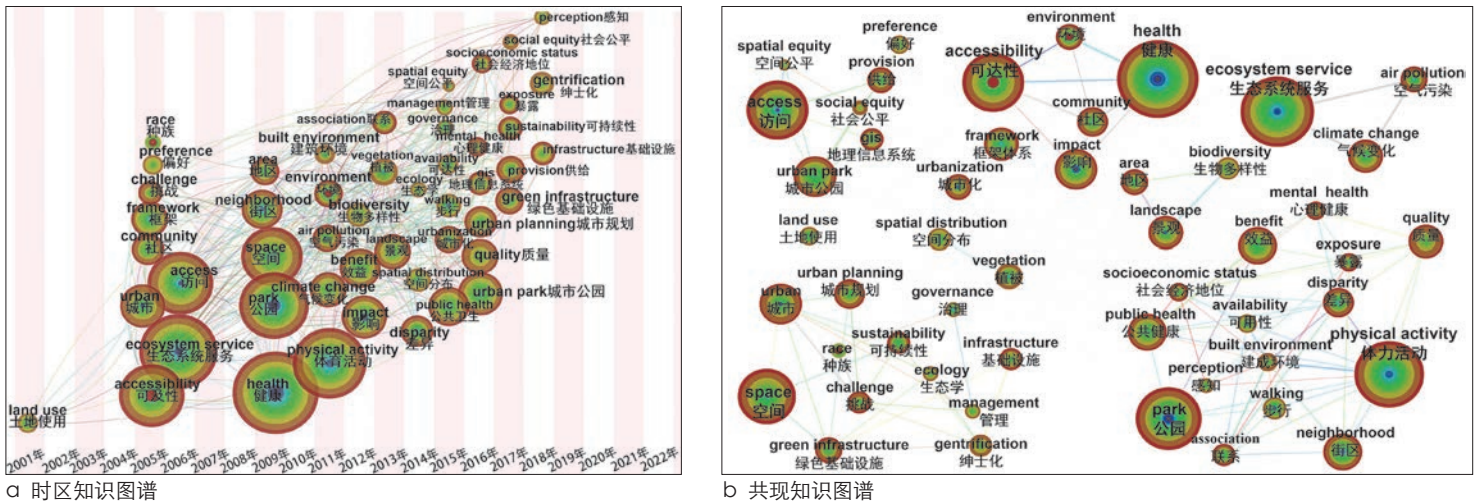 perception感知
social equity社会公平
socioeconomic status
社会经济地位
spatial equity
空间公平
gentrification
绅士化
exposure
暴露
management管理
governance
治理
association联系
race
种族
built environment
建筑环境
mental health
心理健康
sustainability可持续性
preference
偏好
area
地区
vegetation
植被
availability
可达性
infrastructure基础设施
challenge
挑战
environment
环境
ecology
生态学
gis
地理信息系统
provision供给
framework
框架
neighborhood
街区
biodiversity
生物多样性
walking
步行
green infrastructure
绿色基础设施
community
社区
air pollution
空气污染
landscape
景观
urbanization
城市化
urban planning城市规划
space
空间
benefit
效益
quality质量
access
访问
climate change
气候变化
spatial distribution
空间分布
urban
城市
park
公园
impact
影响
public health
公共卫生
urban park城市公园
disparity
差异
ecosystem service
生态系统服务
physical activity
体育活动
accessibility
可及性
health
健康
land use
土地使用
2001年 2002年 2003年 2004年 2005年 2006年 2007年 2008年 2009年 2010年 2011年 2012年 2013年 2014年 2015年 2016年 2017年 2018年 2019年 2020年 2021年 2022年
a 时区知识图谱
preference
偏好
environment
环境
health
健康
spatial equity
空间公平
provision
供给
accessibility
可达性
ecosystem service
生态系统服务
air pollution
空气污染
access
访问
social equity
社会公平
community
社区
gis
地理信息系统
framework
框架体系
impact
影响
climate change
气候变化
urban park
城市公园
urbanization
城市化
area
地区
biodiversity
生物多样性
land use
土地使用
spatial distribution
空间分布
landscape
景观
mental health
心理健康
benefit
效益
quality
质量
vegetation
植被
exposure
暴露
urban planning
城市规划
urban
城市
governance
治理
socioeconomic status
社会经济地位
disparity
差异
availability
可用性
public health
公共健康
sustainability
可持续性
infrastructure
基础设施
physical activity
体力活动
built environment
建成环境
race
种族
ecology
生态学
perception
感知
space
空间
challenge
挑战
management
管理
walking
步行
park
公园
green infrastructure
绿色基础设施
gentrification
绅士化
association
联系
neighborhood
街区
b 共现知识图谱